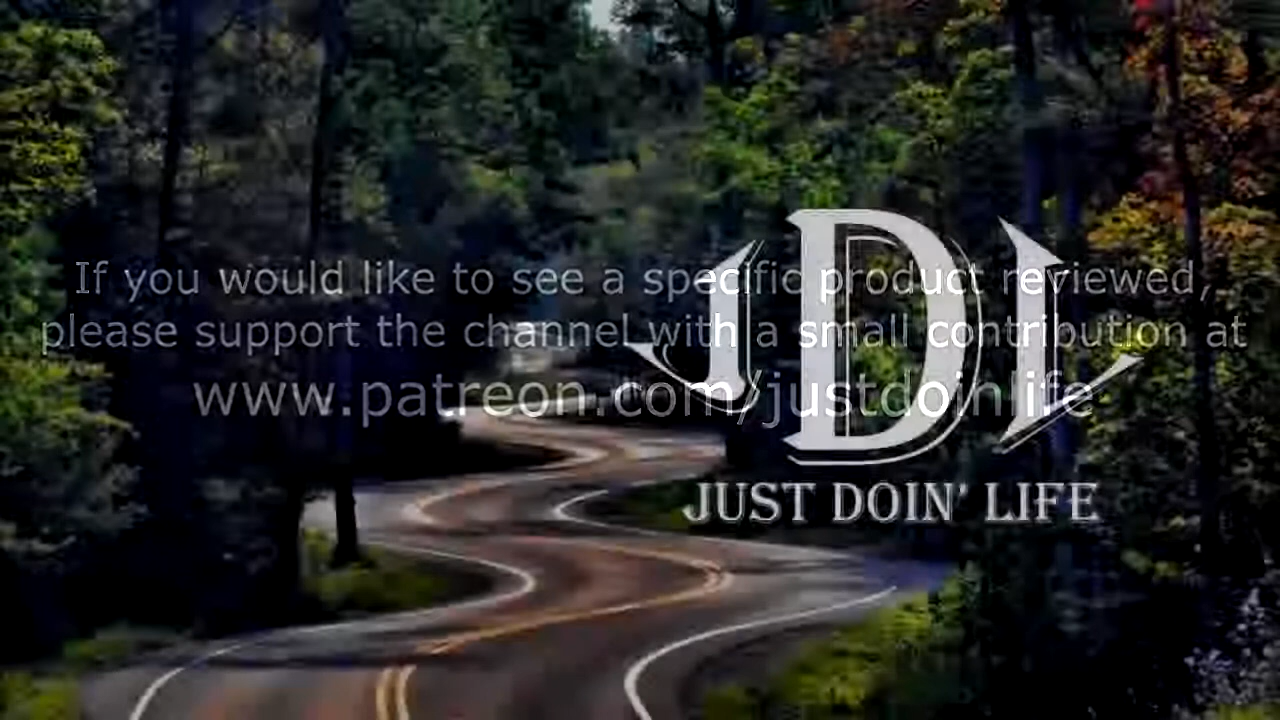 If you would like to see a specific product reviewed,
please support the channel with a small contribution at
www.patreon.com/justdoinlife
JDL
JUST DOIN' LIFE